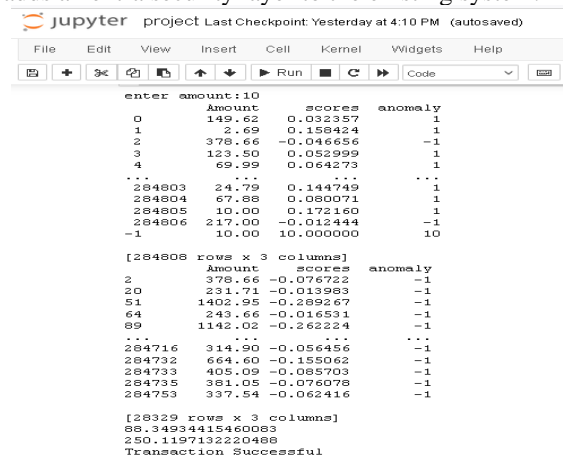 jupyter project Last Checkpoint: Yesterday at 4:10 PM (autosaved)
File Edit View Insert Cell Kernel Widgets Help
Run Code
enter amount:10
Amount scores anomaly
0 149.62 0.032357 1
1 2.69 0.158424 1
2 378.66 -0.046656 -1
3 123.50 0.052999 1
4 69.99 0.064273 1
... ... ... ...
284803 24.79 0.144749 1
284804 67.88 0.080071 1
284805 10.00 0.172160 1
284806 217.00 -0.012444 -1
-1 10.00 10.000000 10
[284808 rows x 3 columns]
Amount scores anomaly
2 378.66 -0.076722 -1
20 231.71 -0.013983 -1
51 1402.95 -0.289267 -1
64 243.66 -0.016531 -1
89 1142.02 -0.262224 -1
... ... ... ...
284716 314.90 -0.056456 -1
284732 664.60 -0.155062 -1
284733 405.09 -0.085703 -1
284735 381.05 -0.076078 -1
284753 337.54 -0.062416 -1
[28329 rows x 3 columns]
88.34934415460083
250.1197132220488
Transaction Successful